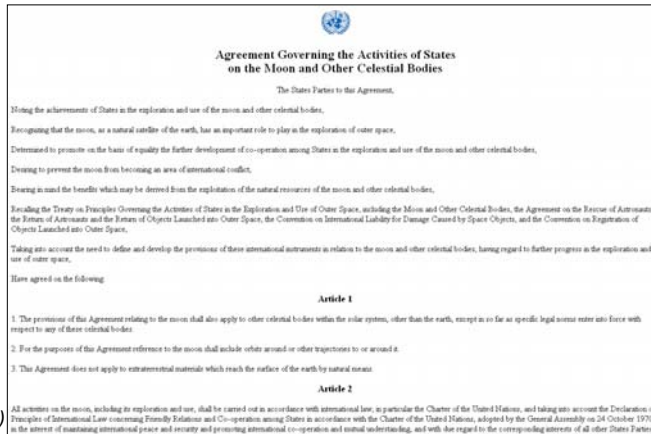 Agreement Governing the Activities of States
on the Moon and Other Celestial Bodies
The States Parties to this Agreement,
Noting the achievements of States in the exploration and use of the moon and other celestial bodies,
Recognizing that the moon, as a natural satellite of the earth, has an important role to play in the exploration of outer space,
Determined to promote on the basis of equality the further development of co-operation among States in the exploration and use of the moon and other celestial bodies,
Desiring to prevent the moon from becoming an area of international conflict,
Bearing in mind the benefits which may be derived from the exploitation of the natural resources of the moon and other celestial bodies,
Recalling the Treaty on Principles Governing the Activities of States in the Exploration and Use of Outer Space, including the Moon and Other Celestial Bodies, the Agreement on the Rescue of Astronauts,
the Return of Astronauts and the Return of Objects Launched into Outer Space, the Convention on International Liability for Damage Caused by Space Objects, and the Convention on Registration of
Objects Launched into Outer Space,
Taking into account the need to define and develop the provisions of these international instruments in relation to the moon and other celestial bodies, having regard to further progress in the exploration and
use of outer space,
Have agreed on the following:
Article 1
1. The provisions of this Agreement relating to the moon shall also apply to other celestial bodies within the solar system, other than the earth, except in so far as specific legal norms enter into force with
respect to any of these celestial bodies.
2. For the purposes of this Agreement reference to the moon shall include orbits around or other trajectories to or around it.
3. This Agreement does not apply to extraterrestrial materials which reach the surface of the earth by natural means.
Article 2
)
All activities on the moon, including its exploration and use, shall be carried out in accordance with international law, in particular the Charter of the United Nations, and taking into account the Declaration o
Principles of International Law concerning Friendly Relations and Co-operation among States in accordance with the Charter of the United Nations, adopted by the General Assembly on 24 October 1970
in the interest of maintaining international peace and security and promoting international co-operation and mutual understanding, and with due regard to the corresponding interests of all other States Parties